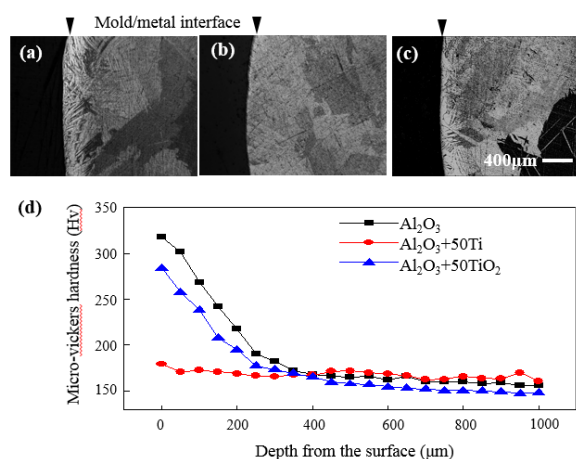 Mold/metal interface
(a)
(b)
(c)
400μm
(d)
Micro-vickers hardness (Hv)
350
300
250
200
150
Al₂O₃
Al₂O₃+50Ti
Al₂O₃+50TiO₂
0 200 400 600 800 1000
Depth from the surface (μm)